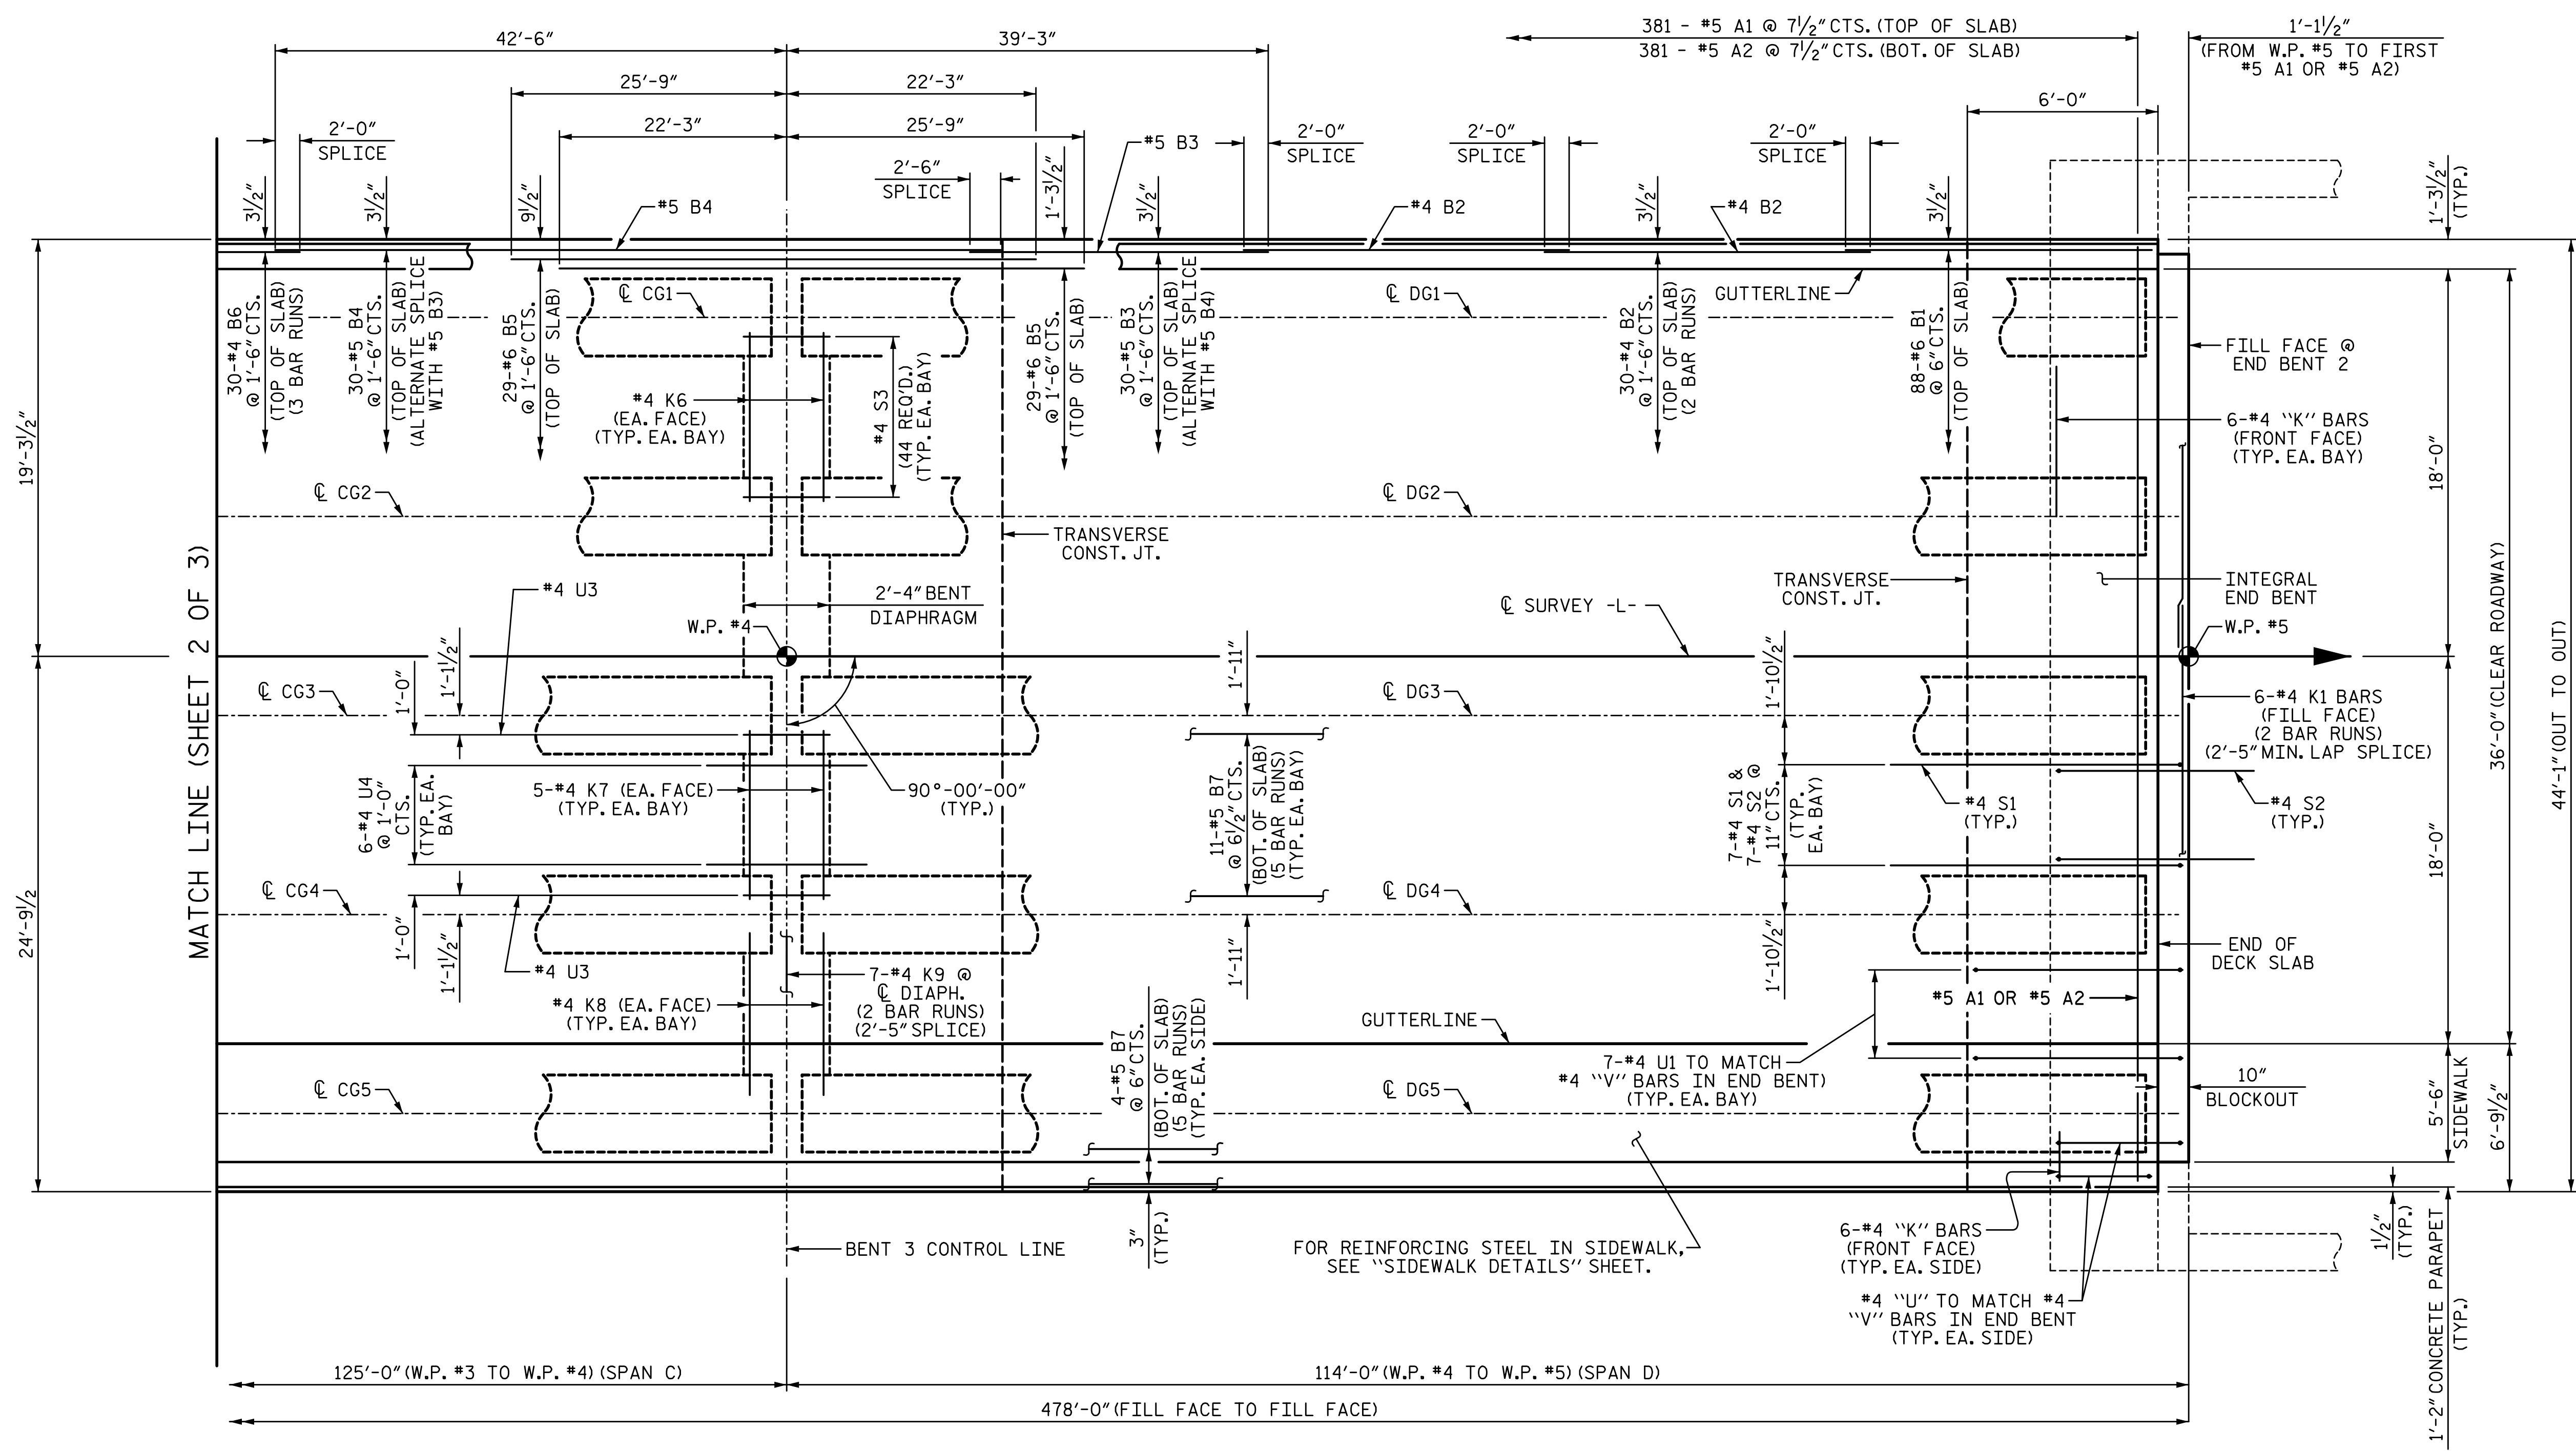 42'-6"
39'-3"
381 - #5 A1 @ 7½" CTS. (TOP OF SLAB)
381 - #5 A2 @ 7½" CTS. (BOT. OF SLAB)
1'-1½"
(FROM W.P. #5 TO FIRST
#5 A1 OR #5 A2)
25'-9"
22'-3"
6'-0"
22'-3"
25'-9"
2'-0"
SPLICE
2'-6"
SPLICE
#5 B3
2'-0"
SPLICE
2'-0"
SPLICE
2'-0"
SPLICE
3½"
3½"
9½"
#5 B4
1'-3½"
3½"
#4 B2
3½"
#4 B2
3½"
1'-3½"
(TYP.)
30-#4 B6
@ 1'-6" CTS.
(TOP OF SLAB)
(3 BAR RUNS)
30-#5 B4
@ 1'-6" CTS.
(TOP OF SLAB)
(ALTERNATE SPLICE
WITH #5 B3)
29-#6 B5
@ 1'-6" CTS.
(TOP OF SLAB)
℄ CG1
#4 K6
(EA. FACE)
(TYP. EA. BAY)
#4 S3
(44 REQ'D.)
(TYP. EA. BAY)
29-#6 B5
@ 1'-6" CTS.
(TOP OF SLAB)
30-#5 B3
@ 1'-6" CTS.
(TOP OF SLAB)
(ALTERNATE SPLICE
WITH #5 B4)
℄ DG1
30-#4 B2
@ 1'-6" CTS.
(TOP OF SLAB)
(2 BAR RUNS)
GUTTERLINE
88-#6 B1
@ 6" CTS.
(TOP OF SLAB)
FILL FACE @
END BENT 2
6-#4 "K" BARS
(FRONT FACE)
(TYP. EA. BAY)
19'-3½"
18'-0"
36'-0" (CLEAR ROADWAY)
44'-1" (OUT TO OUT)
℄ CG2
℄ DG2
TRANSVERSE
CONST. JT.
MATCH LINE (SHEET 2 OF 3)
#4 U3
2'-4" BENT
DIAPHRAGM
W.P. #4
℄ SURVEY -L-
TRANSVERSE
CONST. JT.
INTEGRAL
END BENT
W.P. #5
℄ CG3
1'-0"
1'-1½"
1'-11"
℄ DG3
1'-10½"
6-#4 K1 BARS
(FILL FACE)
(2 BAR RUNS)
(2'-5" MIN. LAP SPLICE)
6-#4 U4
@ 1'-0"
CTS.
(TYP. EA.
BAY)
5-#4 K7 (EA. FACE)
(TYP. EA. BAY)
90°-00'-00"
(TYP.)
11-#5 B7
@ 6½" CTS.
(BOT. OF SLAB)
(5 BAR RUNS)
(TYP. EA. BAY)
7-#4 S1 &
7-#4 S2 @
11" CTS.
(TYP.
EA. BAY)
#4 S1
(TYP.)
#4 S2
(TYP.)
18'-0"
24'-9½
℄ CG4
1'-0"
1'-1½"
#4 U3
1'-11"
℄ DG4
1'-10½"
END OF
DECK SLAB
7-#4 K9 @
℄ DIAPH.
(2 BAR RUNS)
(2'-5" SPLICE)
#4 K8 (EA. FACE)
(TYP. EA. BAY)
GUTTERLINE
#5 A1 OR #5 A2
4-#5 B7
@ 6" CTS.
(BOT. OF SLAB)
(5 BAR RUNS)
(TYP. EA. SIDE)
℄ CG5
℄ DG5
7-#4 U1 TO MATCH
#4 "V" BARS IN END BENT)
(TYP. EA. BAY)
10"
BLOCKOUT
5'-6"
SIDEWALK
6'-9½"
BENT 3 CONTROL LINE
3"
(TYP.)
FOR REINFORCING STEEL IN SIDEWALK,
SEE "SIDEWALK DETAILS" SHEET.
6-#4 "K" BARS
(FRONT FACE)
(TYP. EA. SIDE)
#4 "U" TO MATCH #4
"V" BARS IN END BENT
(TYP. EA. SIDE)
1½"
(TYP.)
1'-2" CONCRETE PARAPET
(TYP.)
125'-0" (W.P. #3 TO W.P. #4) (SPAN C)
114'-0" (W.P. #4 TO W.P. #5) (SPAN D)
478'-0" (FILL FACE TO FILL FACE)